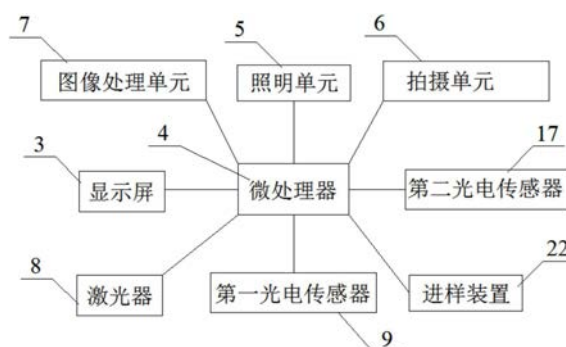 7
5
6
图像处理单元
照明单元
拍摄单元
3
4
17
显示屏
微处理器
第二光电传感器
8
22
激光器
第一光电传感器
进样装置
9